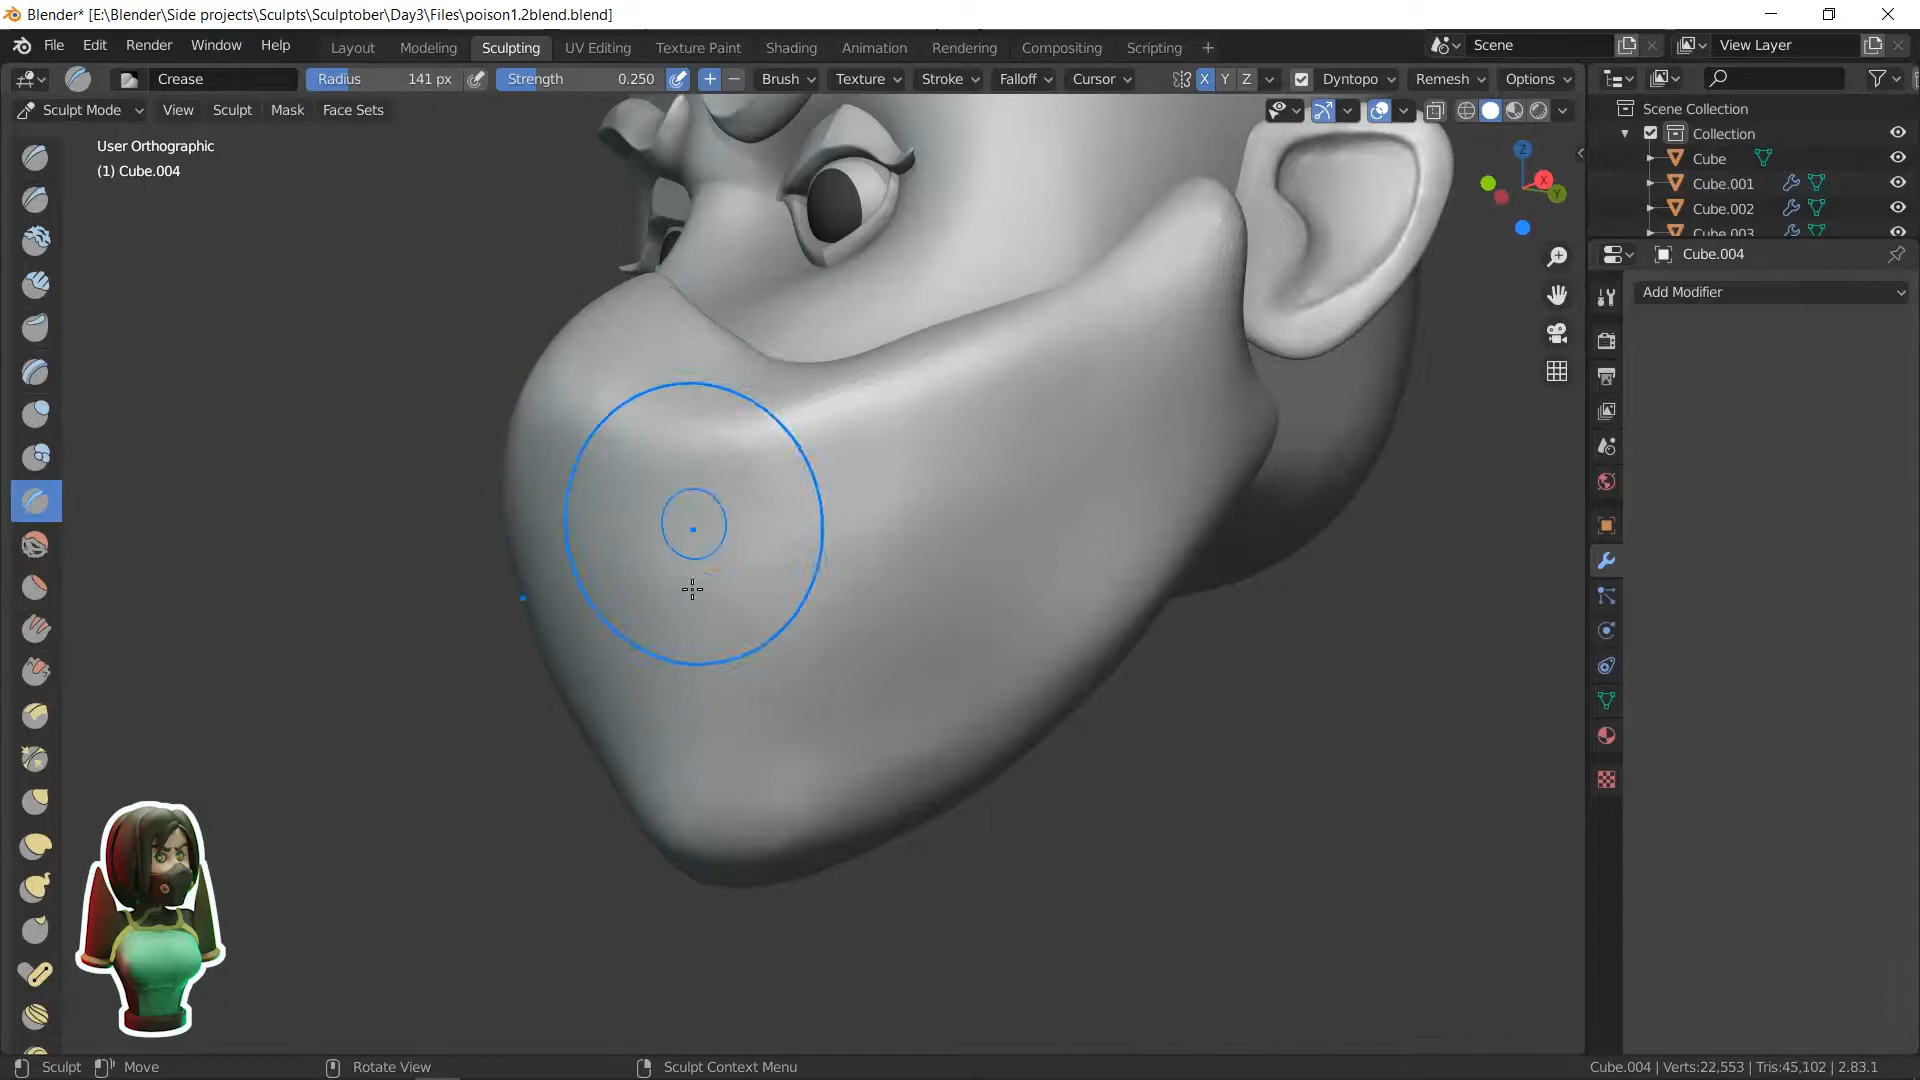 Blender* [E:\Blender\Side projects\Sculpts\Sculptober\Day3\Files\poison1.2blend.blend]
File Edit Render Window Help Layout Modeling Sculpting UV Editing Texture Paint Shading Animation Rendering Compositing Scripting + Scene View Layer
Crease Radius 141 px Strength 0.250 + − Brush Texture Stroke Falloff Cursor X Y Z Dyntopo Remesh Options
Sculpt Mode View Sculpt Mask Face Sets
Scene Collection
Collection
Cube
Cube.001
Cube.002
Cube.003
User Orthographic
(1) Cube.004
Z
X
Y
Cube.004
Add Modifier
Sculpt Move Rotate View Sculpt Context Menu Cube.004 | Verts:22,553 | Tris:45,102 | 2.83.1